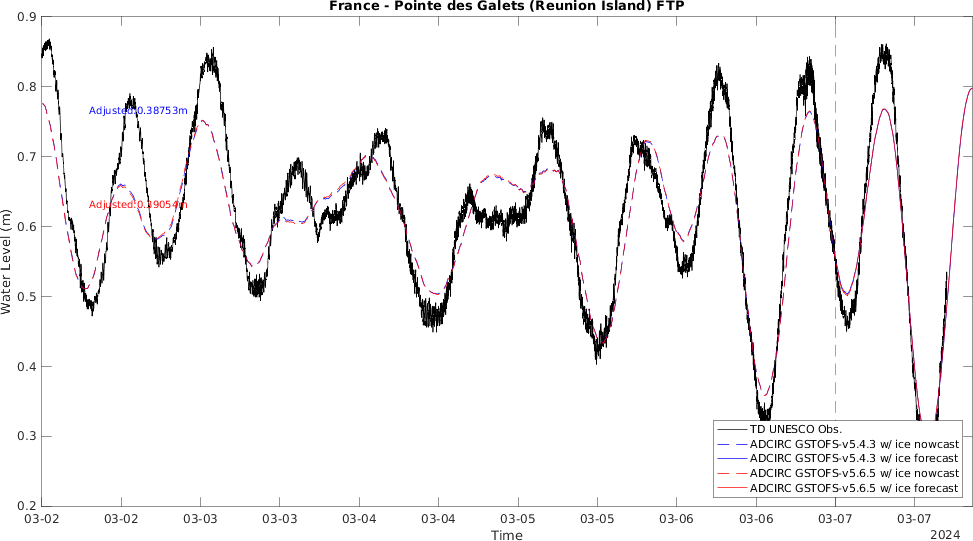 France - Pointe des Galets (Reunion Island) FTP
0.9
0.8
0.7
0.6
0.5
0.4
0.3
0.2
Water Level (m)
Adjusted:0.38753m
Adjusted:0.39054m
TD UNESCO Obs.
ADCIRC GSTOFS-v5.4.3 w/ ice nowcast
ADCIRC GSTOFS-v5.4.3 w/ ice forecast
ADCIRC GSTOFS-v5.6.5 w/ ice nowcast
ADCIRC GSTOFS-v5.6.5 w/ ice forecast
03-02 03-02 03-03 03-03 03-04 03-04 03-05 03-05 03-06 03-06 03-07 03-07
Time
2024